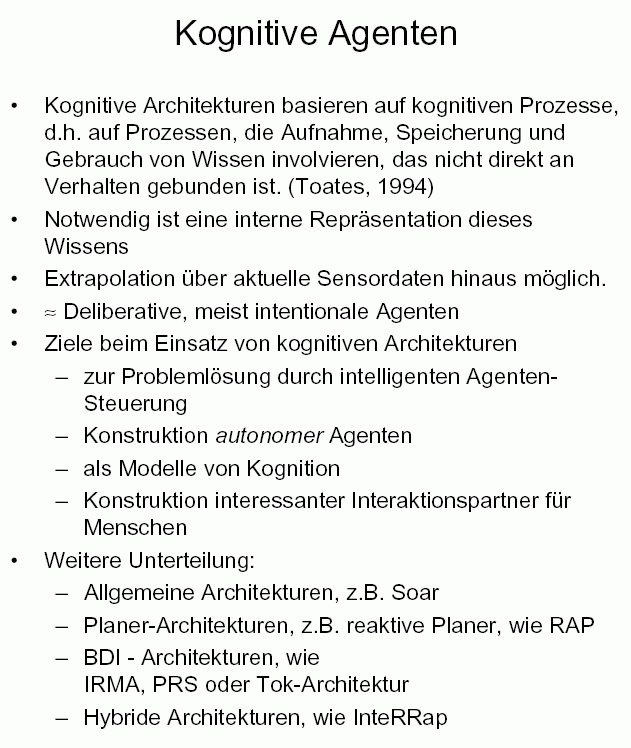 Kognitive Agenten
• Kognitive Architekturen basieren auf kognitiven Prozesse,
d.h. auf Prozessen, die Aufnahme, Speicherung und
Gebrauch von Wissen involvieren, das nicht direkt an
Verhalten gebunden ist. (Toates, 1994)
• Notwendig ist eine interne Repräsentation dieses
Wissens
• Extrapolation über aktuelle Sensordaten hinaus möglich.
• ≈ Deliberative, meist intentionale Agenten
• Ziele beim Einsatz von kognitiven Architekturen
– zur Problemlösung durch intelligenten Agenten-
Steuerung
– Konstruktion autonomer Agenten
– als Modelle von Kognition
– Konstruktion interessanter Interaktionspartner für
Menschen
• Weitere Unterteilung:
– Allgemeine Architekturen, z.B. Soar
– Planer-Architekturen, z.B. reaktive Planer, wie RAP
– BDI - Architekturen, wie
IRMA, PRS oder Tok-Architektur
– Hybride Architekturen, wie InteRRap